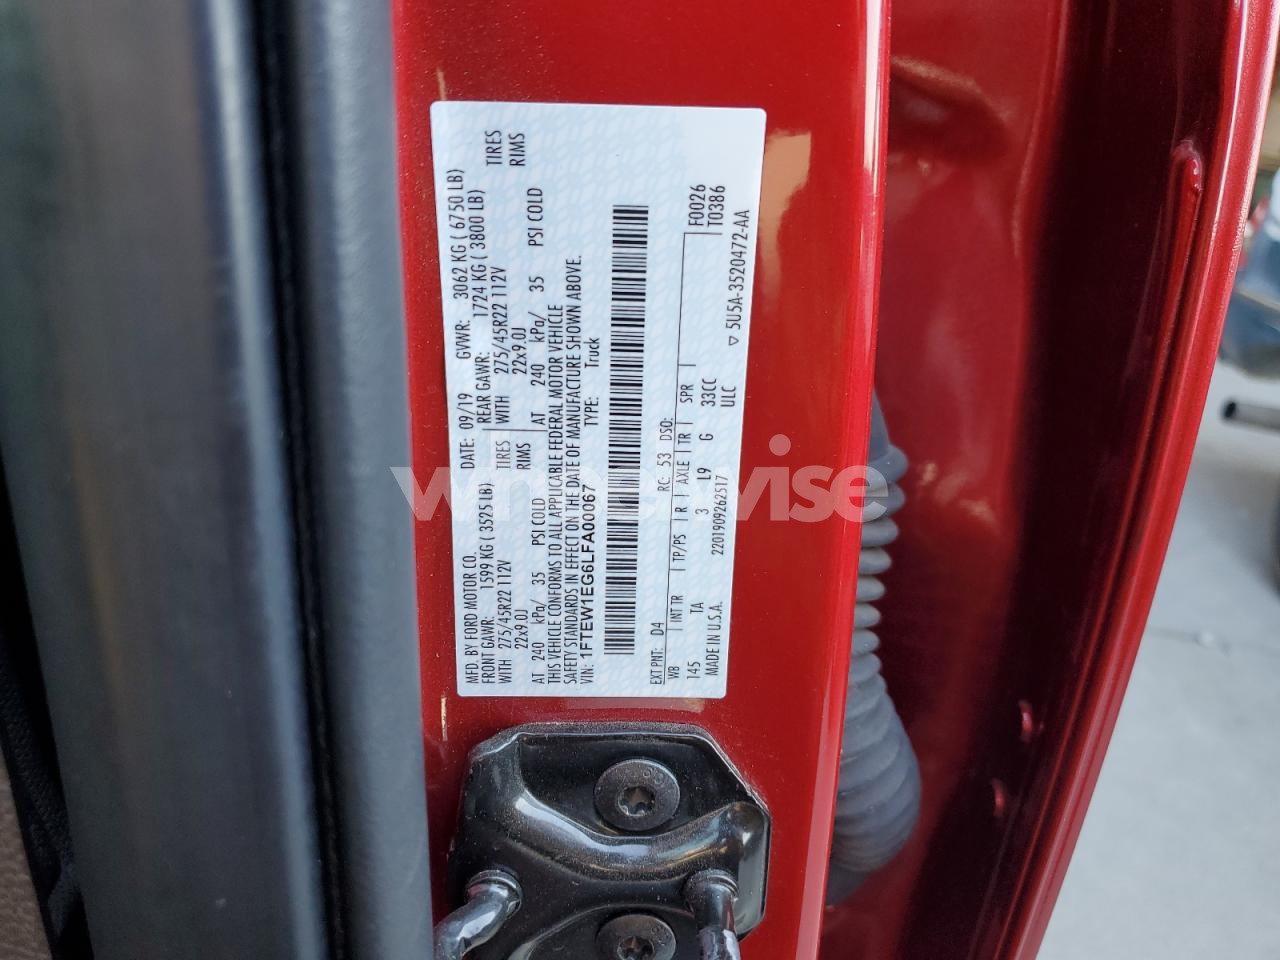 MFD. BY FORD MOTOR CO.
DATE: 09/19 GVWR: 3062 KG ( 6750 LB)
FRONT GAWR: 1599 KG ( 3525 LB) REAR GAWR: 1724 KG ( 3800 LB)
WITH 275/45R22 112V TIRES WITH 275/45R22 112V TIRES
22x9.0J RIMS 22x9.0J RIMS
AT 240 kPa/ 35 PSI COLD AT 240 kPa/ 35 PSI COLD
THIS VEHICLE CONFORMS TO ALL APPLICABLE FEDERAL MOTOR VEHICLE
SAFETY STANDARDS IN EFFECT ON THE DATE OF MANUFACTURE SHOWN ABOVE.
VIN: 1FTEW1EG6LFA00067 TYPE: Truck
EXT PNT: D4 RC: 53 DSO: F0026
WB INT TR TP/PS R AXLE TR SPR T0386
145 TA 3 L9 G 33CC
MADE IN U.S.A. 2201909262517 ULC
▽ 5U5A-3520472-AA